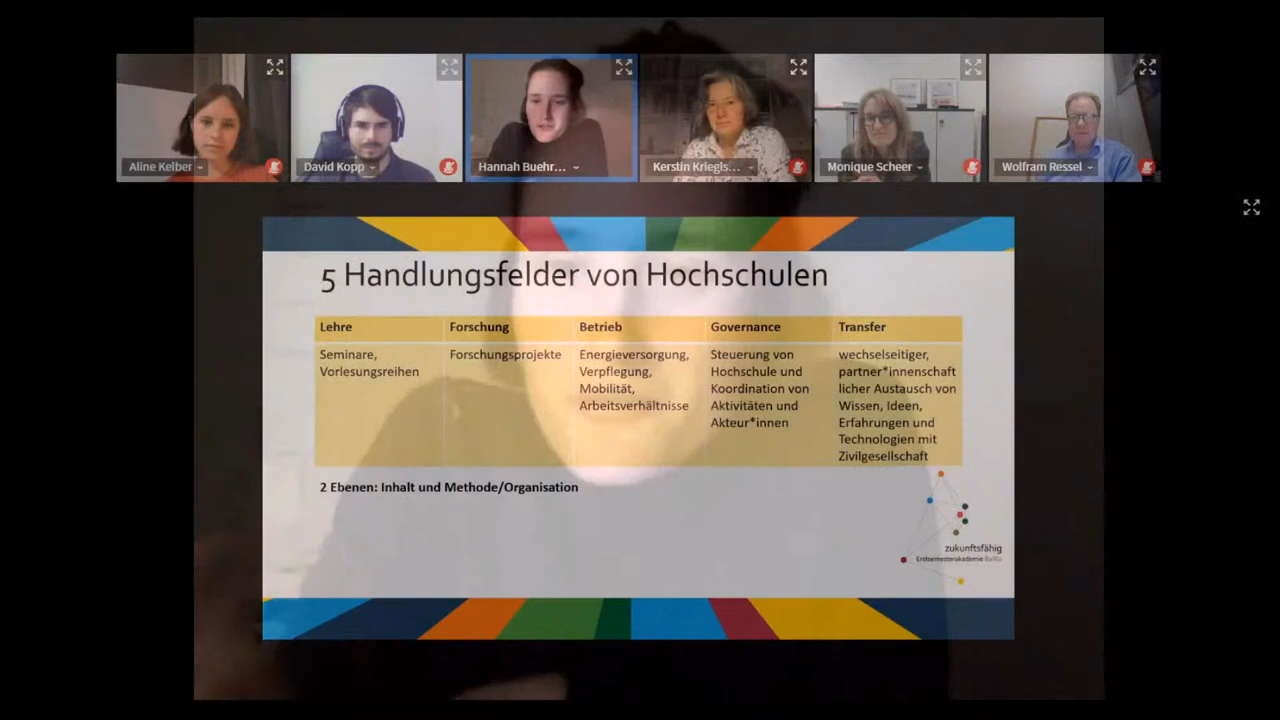 Aline Kelber
David Kopp
Hannah Buehr...
Kerstin Kriegls...
Monique Scheer
Wolfram Ressel
5 Handlungsfelder von Hochschulen
Lehre
Seminare,
Vorlesungsreihen
Forschung
Forschungsprojekte
Betrieb
Energieversorgung,
Verpflegung,
Mobilität,
Arbeitsverhältnisse
Governance
Steuerung von
Hochschule und
Koordination von
Aktivitäten und
Akteur*innen
Transfer
wechselseitiger,
partner*innenschaft
licher Austausch von
Wissen, Ideen,
Erfahrungen und
Technologien mit
Zivilgesellschaft
2 Ebenen: Inhalt und Methode/Organisation
zukunftsfähig
Erstsemesterakademie BaWü